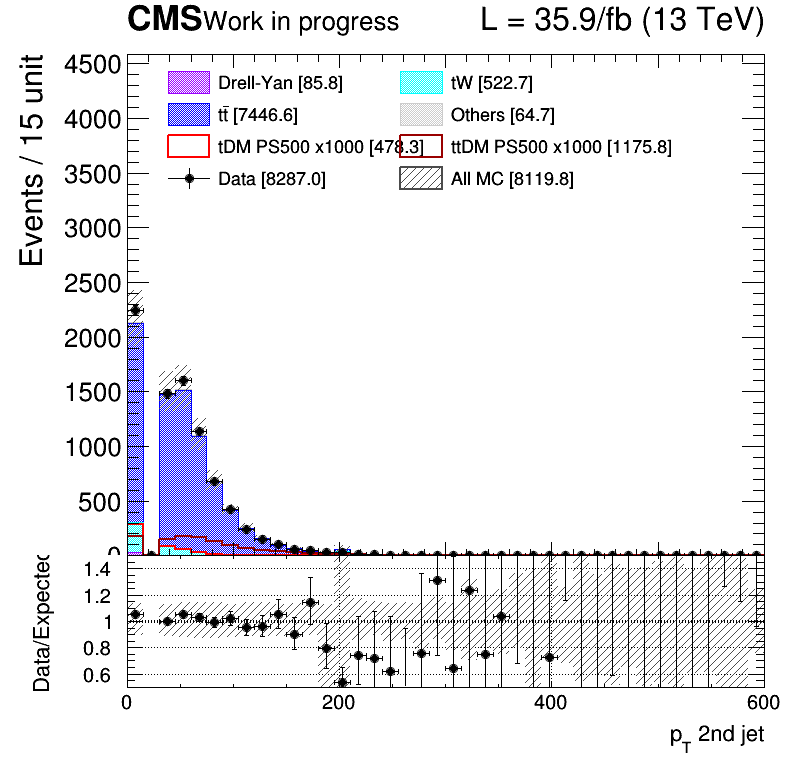 CMS Work in progress L = 35.9/fb (13 TeV)
Events / 15 unit
4500
4000
3500
3000
2500
2000
1500
1000
500
0
Drell-Yan [85.8] tW [522.7]
tt̄ [7446.6] Others [64.7]
tDM PS500 x1000 [478.3] ttDM PS500 x1000 [1175.8]
Data [8287.0] All MC [8119.8]
Data/Expected
1.4
1.2
1
0.8
0.6
0 200 400 600
p_T 2nd jet